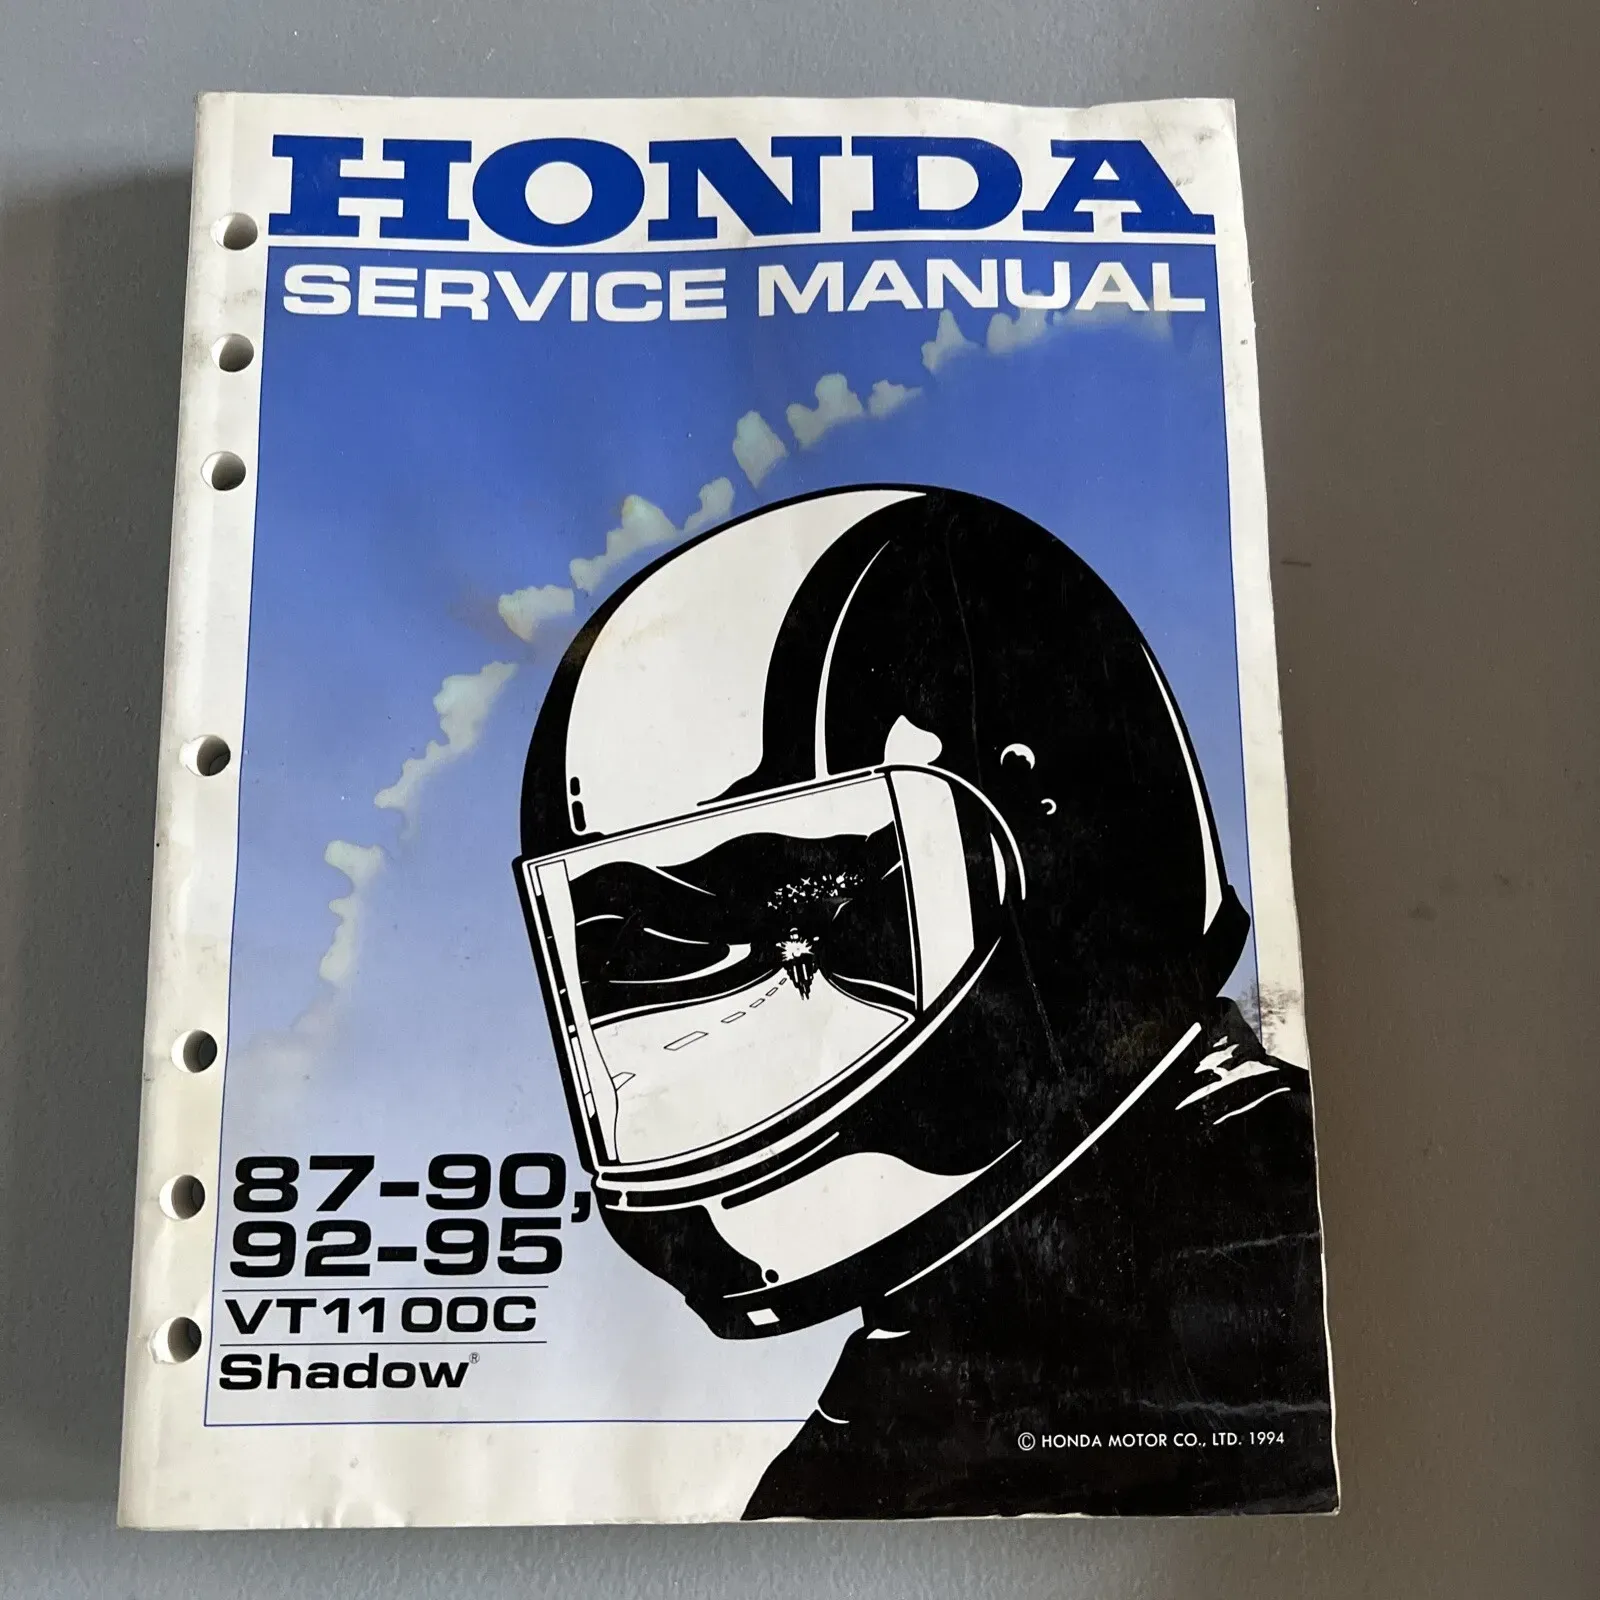 HONDA
SERVICE MANUAL
87-90,
92-95
VT1100C
Shadow®
© HONDA MOTOR CO., LTD. 1994